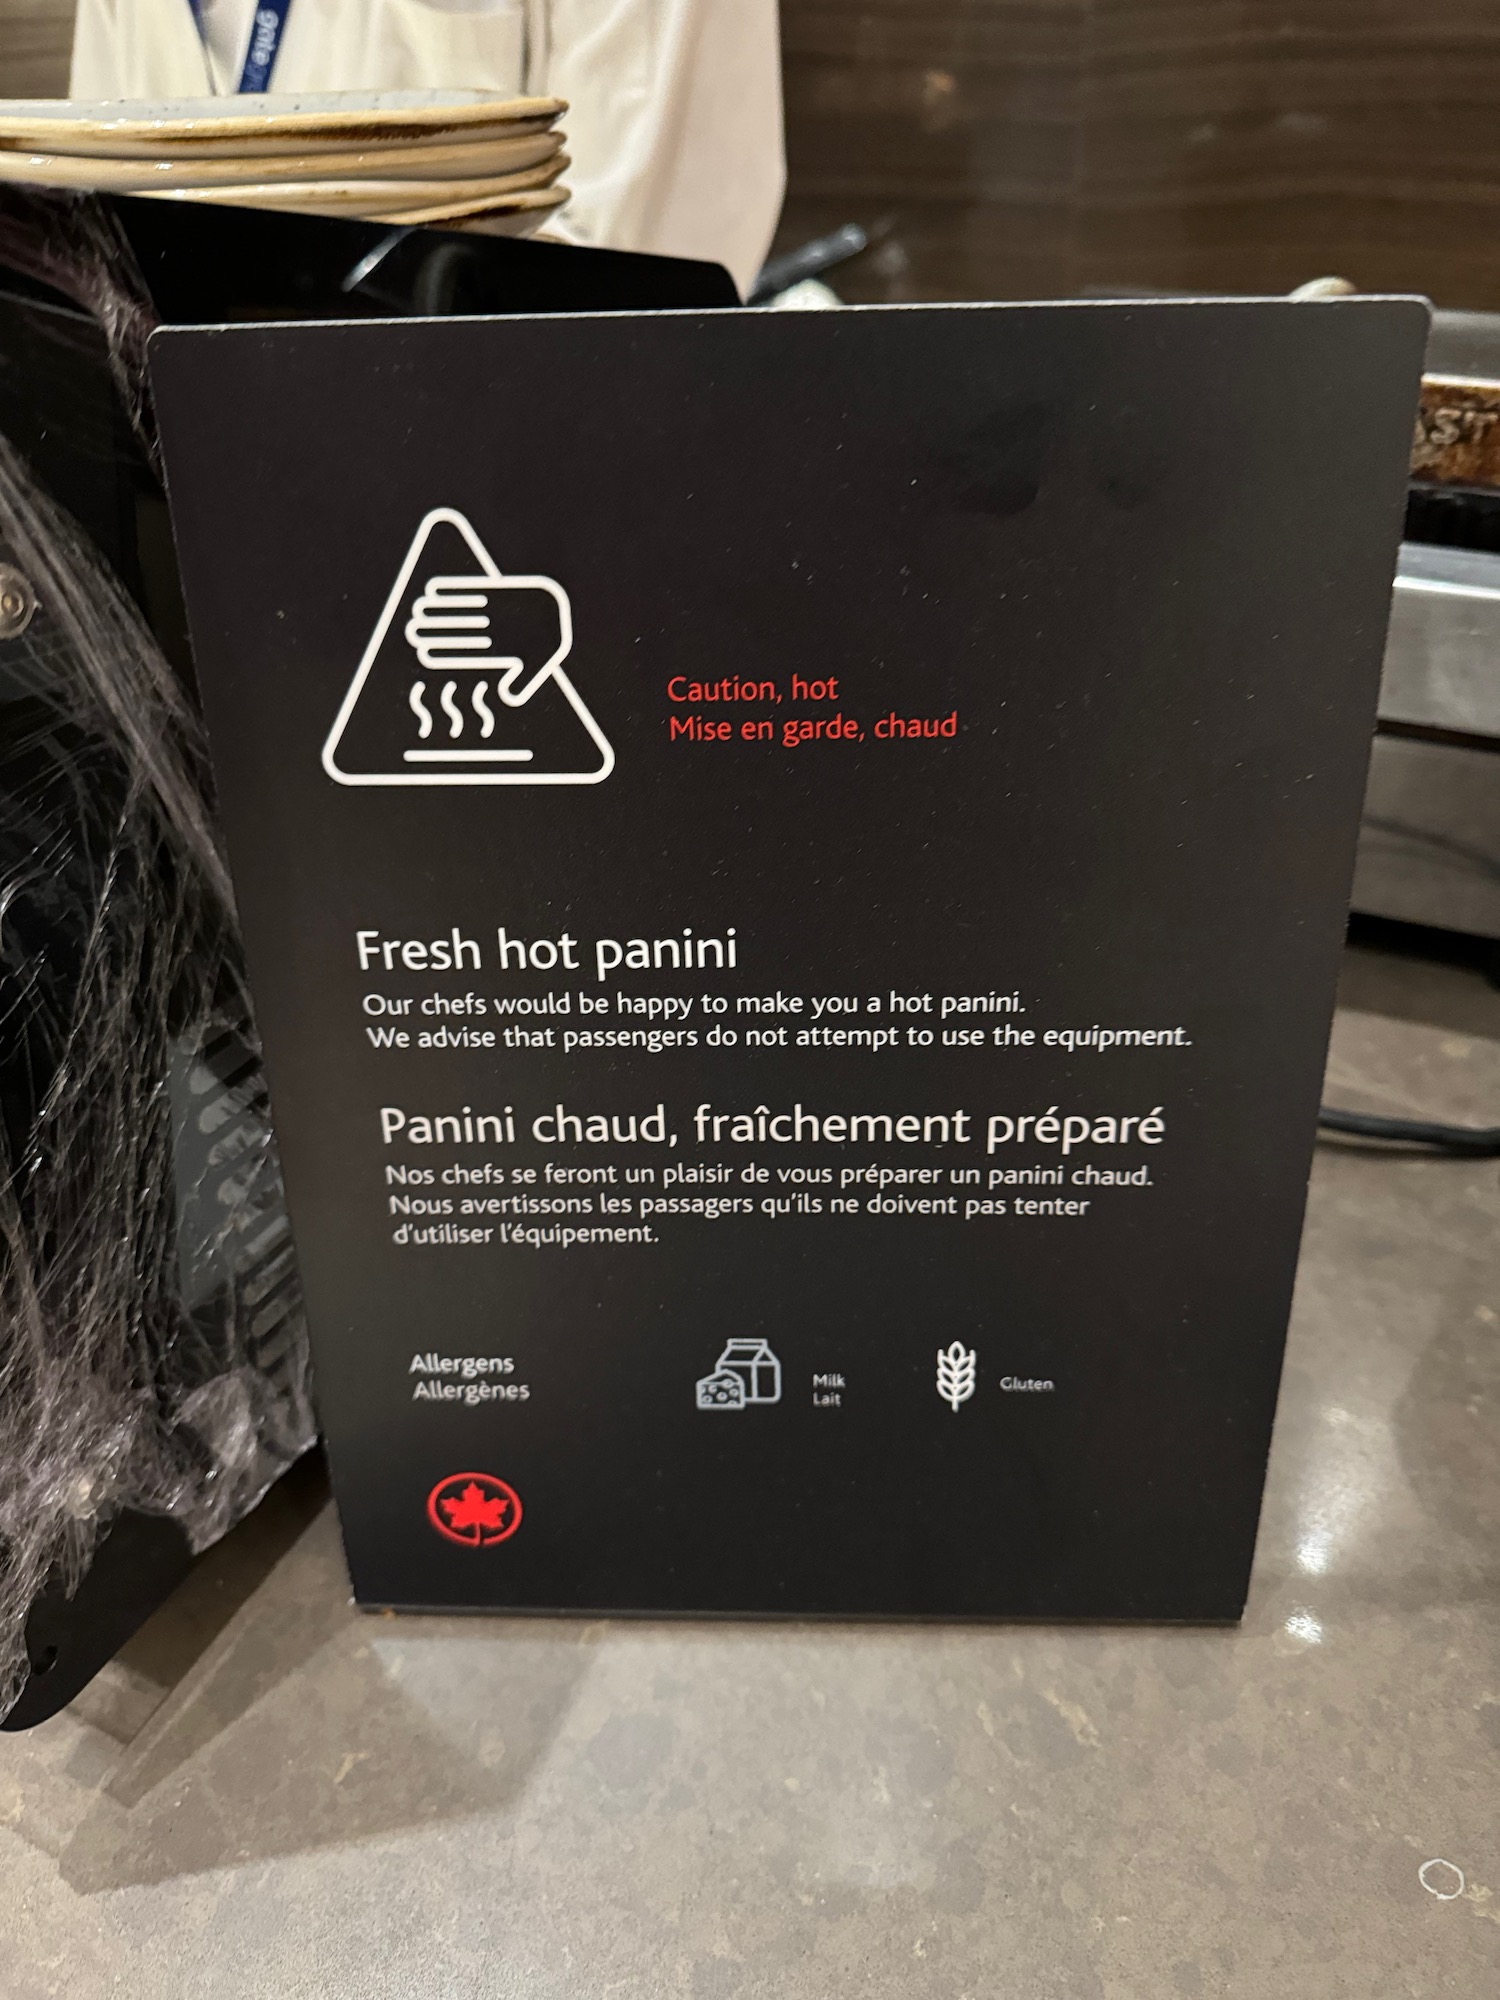 gate
ST
Caution, hot
Mise en garde, chaud
Fresh hot panini
Our chefs would be happy to make you a hot panini.
We advise that passengers do not attempt to use the equipment.
Panini chaud, fraîchement préparé
Nos chefs se feront un plaisir de vous préparer un panini chaud.
Nous avertissons les passagers qu'ils ne doivent pas tenter
d'utiliser l'équipement.
Allergens
Allergènes
Milk
Lait
Gluten